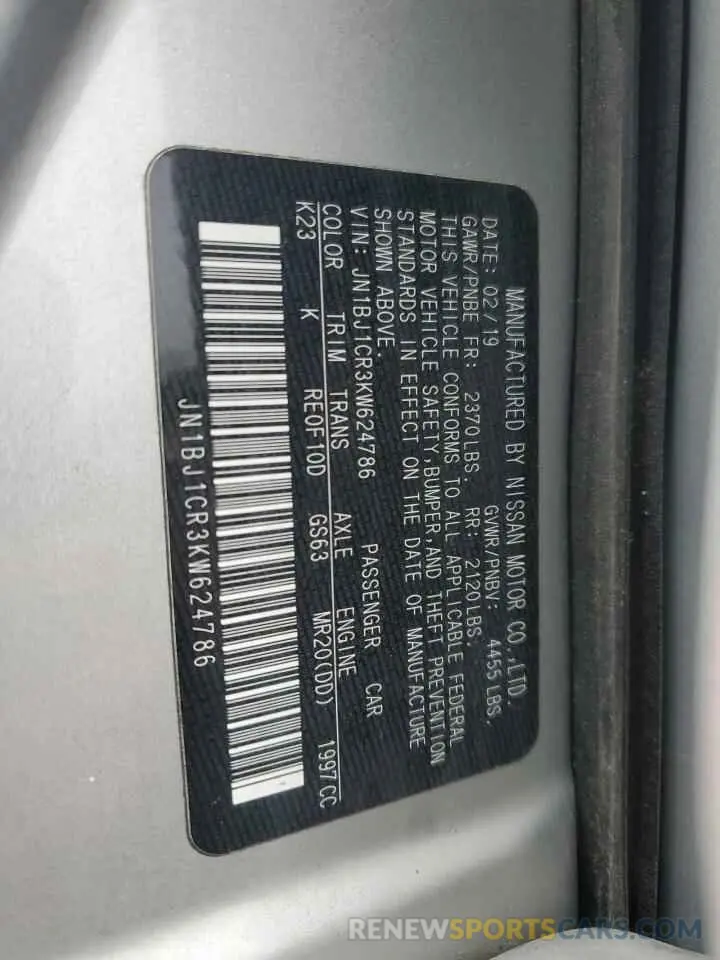 MANUFACTURED BY NISSAN MOTOR CO.,LTD.
DATE: 02/19 GVWR/PNBV: 4455LBS.
GAWR/PNBE FR: 2370LBS. RR: 2120LBS.
THIS VEHICLE CONFORMS TO ALL APPLICABLE FEDERAL
MOTOR VEHICLE SAFETY,BUMPER,AND THEFT PREVENTION
STANDARDS IN EFFECT ON THE DATE OF MANUFACTURE
SHOWN ABOVE.
VIN: JN1BJ1CR3KW624786 PASSENGER CAR
COLOR TRIM TRANS AXLE ENGINE
K23 K RE0F10D GS63 MR20(DD) 1997CC
JN1BJ1CR3KW624786
RENEWSPORTSCARS.COM